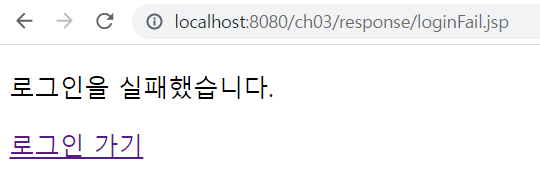 localhost:8080/ch03/response/loginFail.jsp
로그인을 실패했습니다.
로그인 가기